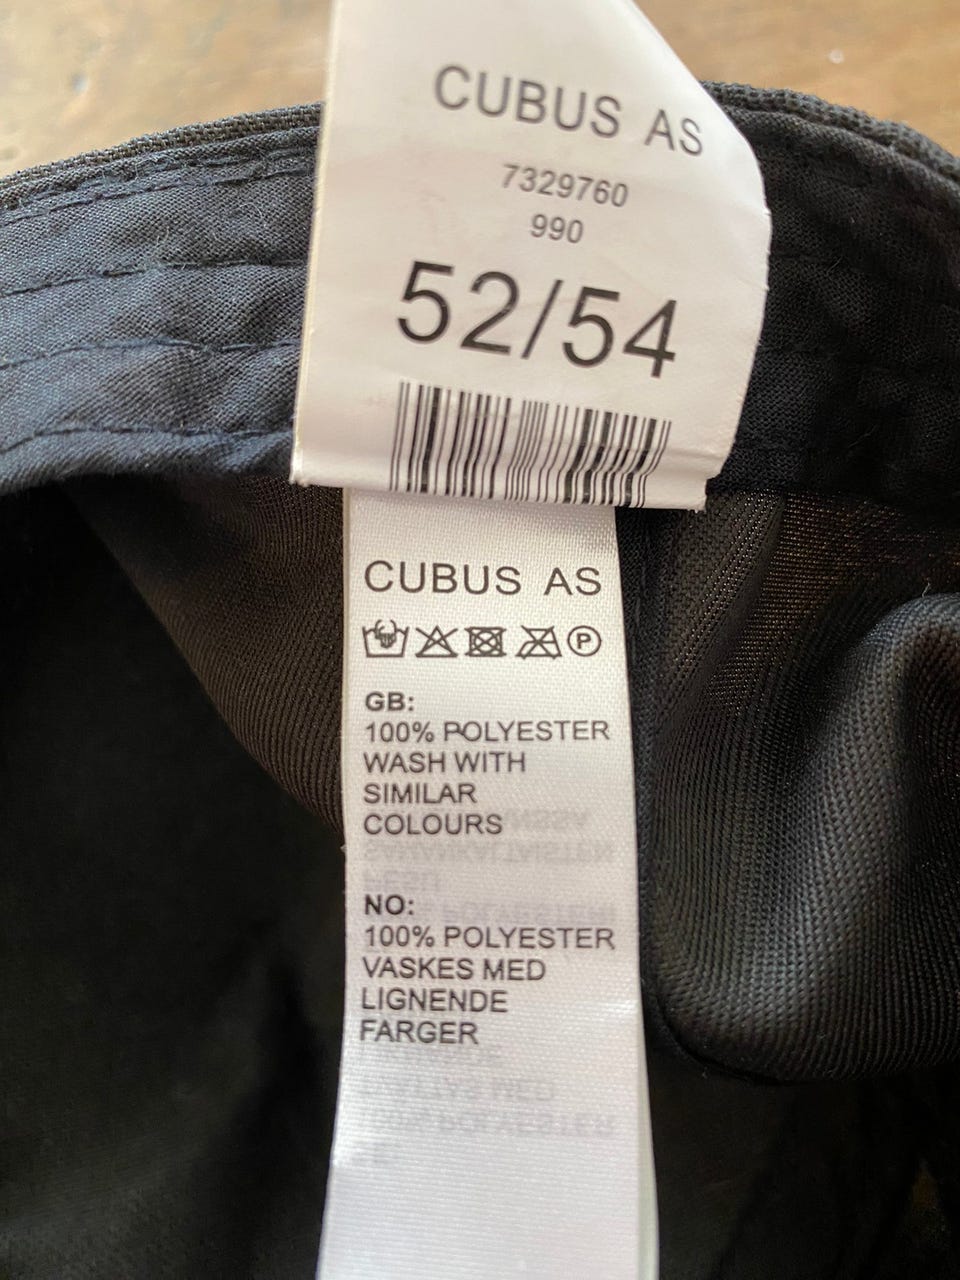 CUBUS AS
7329760
990
52/54
CUBUS AS
P
GB:
100% POLYESTER
WASH WITH
SIMILAR
COLOURS
NO:
100% POLYESTER
VASKES MED
LIGNENDE
FARGER